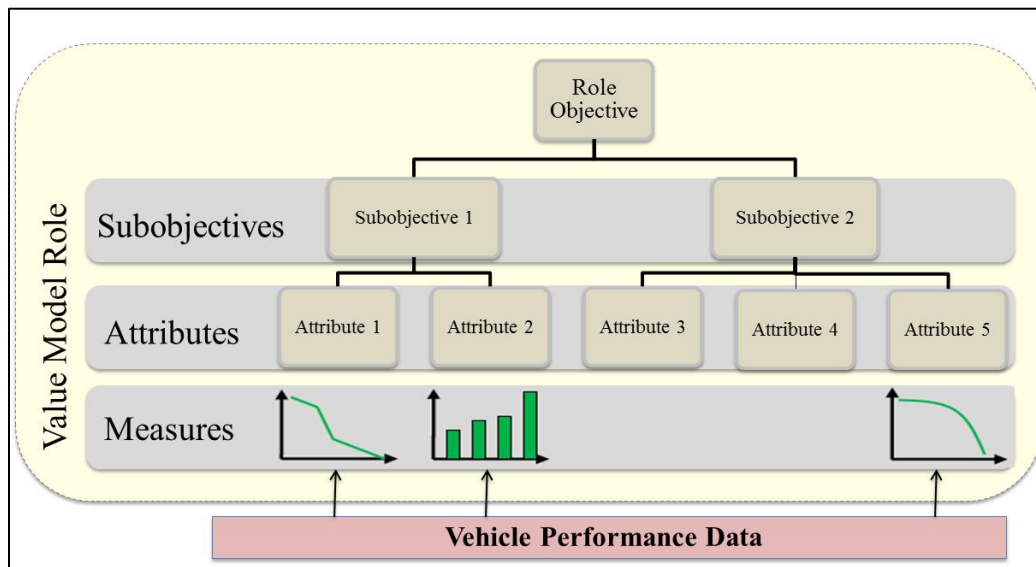 Role
Objective
Value Model Role
Subobjectives
Subobjective 1
Subobjective 2
Attributes
Attribute 1
Attribute 2
Attribute 3
Attribute 4
Attribute 5
Measures
Vehicle Performance Data